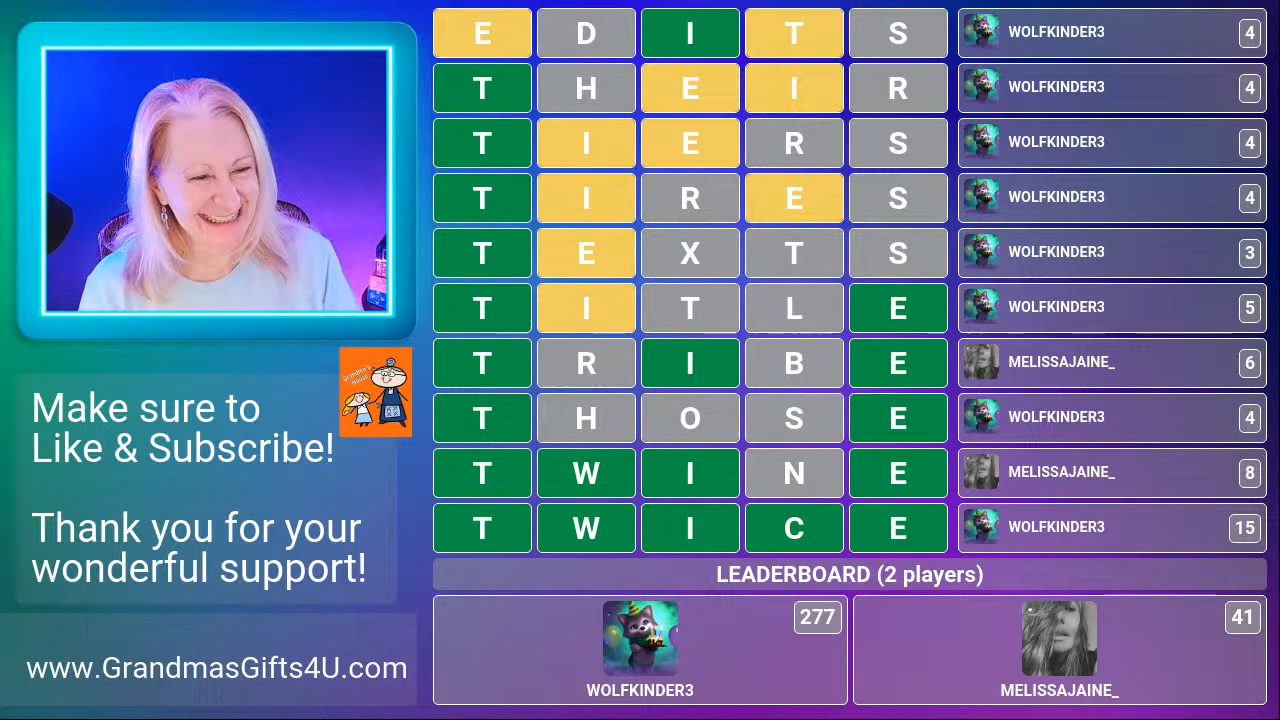 E D I T S WOLFKINDER3 4
T H E I R WOLFKINDER3 4
T I E R S WOLFKINDER3 4
T I R E S WOLFKINDER3 4
T E X T S WOLFKINDER3 3
T I T L E WOLFKINDER3 5
T R I B E MELISSAJAINE_ 6
T H O S E WOLFKINDER3 4
T W I N E MELISSAJAINE_ 8
T W I C E WOLFKINDER3 15
LEADERBOARD (2 players)
277
WOLFKINDER3
41
MELISSAJAINE_
Grandma's
House
Make sure to
Like & Subscribe!
Thank you for your
wonderful support!
www.GrandmasGifts4U.com